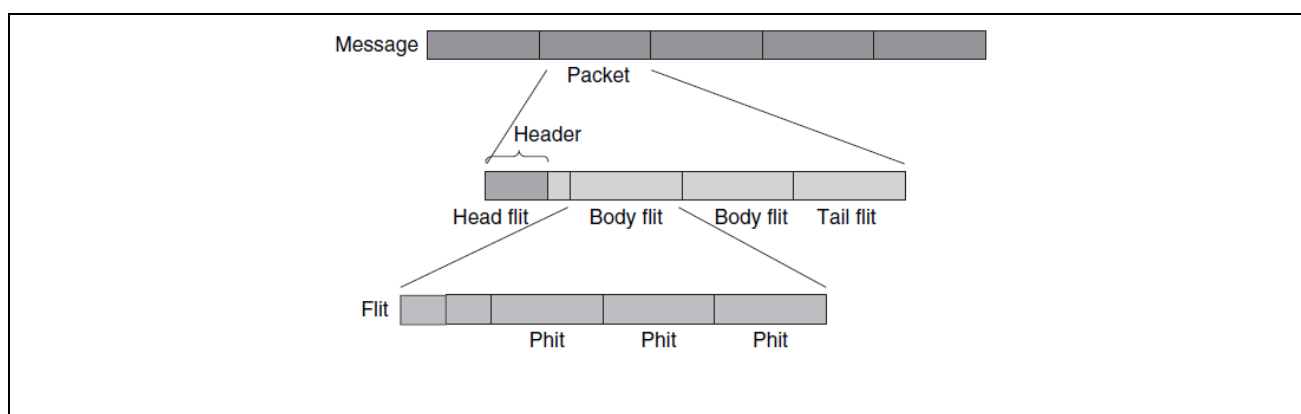 Message
Packet
Header
Head flit Body flit Body flit Tail flit
Flit
Phit Phit Phit